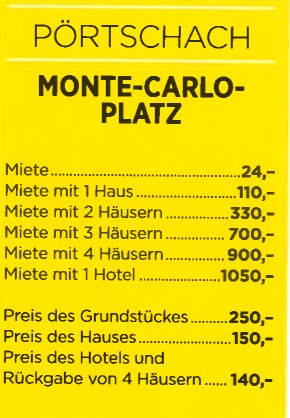 PÖRTSCHACH
MONTE-CARLO-
PLATZ
Miete....................................24,–
Miete mit 1 Haus...................110,–
Miete mit 2 Häusern.............330,–
Miete mit 3 Häusern............. 700,–
Miete mit 4 Häusern............ 900,–
Miete mit 1 Hotel .................1050,–
Preis des Grundstückes.........250,–
Preis des Hauses....................150,–
Preis des Hotels und
Rückgabe von 4 Häusern ...... 140,–